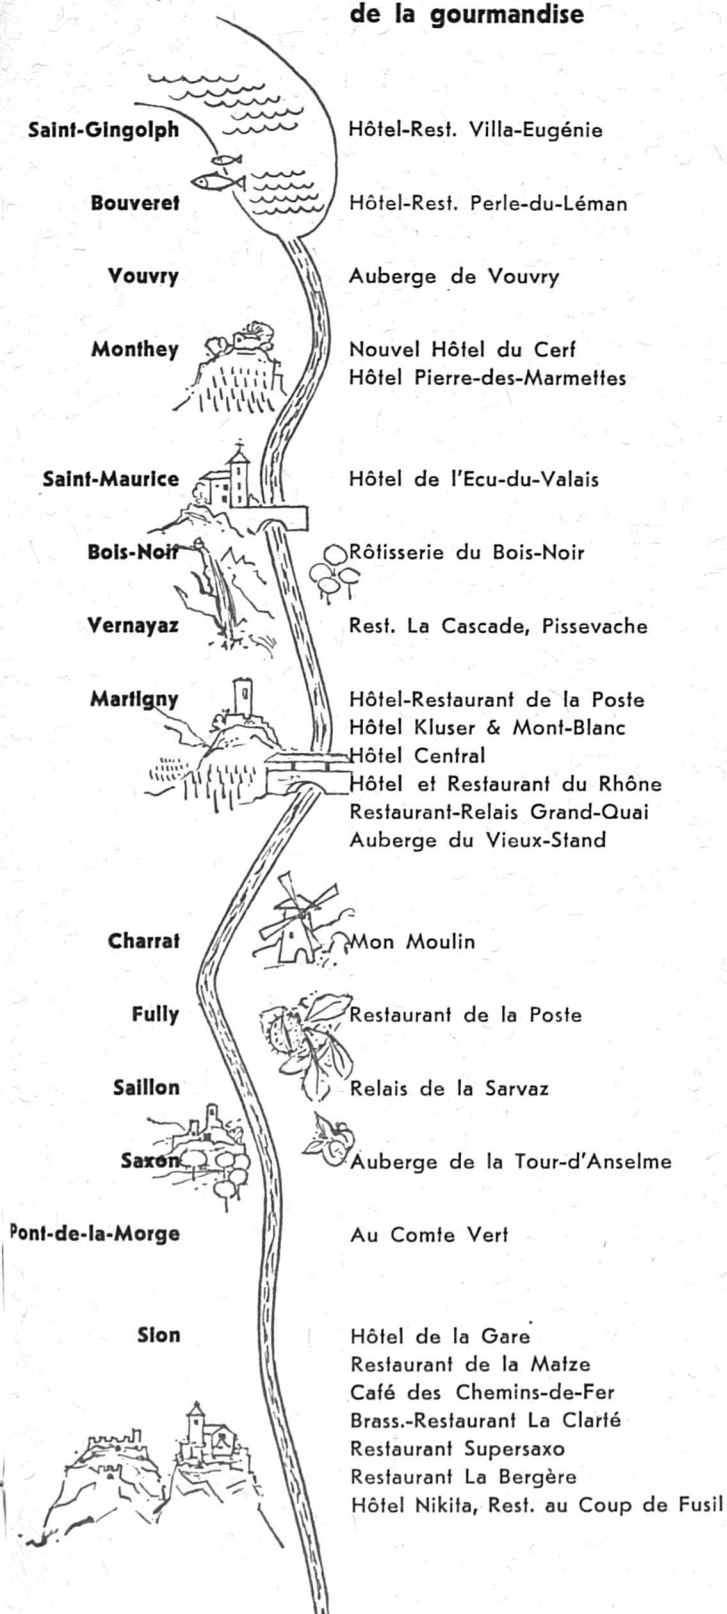 de la gourmandise
Saint-Gingolph Hôtel-Rest. Villa-Eugénie
Bouveret Hôtel-Rest. Perle-du-Léman
Vouvry Auberge de Vouvry
Monthey Nouvel Hôtel du Cerf
Hôtel Pierre-des-Marmettes
Saint-Maurice Hôtel de l'Ecu-du-Valais
Bois-Noir Rôtisserie du Bois-Noir
Vernayaz Rest. La Cascade, Pissevache
Martigny Hôtel-Restaurant de la Poste
Hôtel Kluser & Mont-Blanc
Hôtel Central
Hôtel et Restaurant du Rhône
Restaurant-Relais Grand-Quai
Auberge du Vieux-Stand
Charrat Mon Moulin
Fully Restaurant de la Poste
Saillon Relais de la Sarvaz
Saxon Auberge de la Tour-d'Anselme
Pont-de-la-Morge Au Comte Vert
Sion Hôtel de la Gare
Restaurant de la Matze
Café des Chemins-de-Fer
Brass.-Restaurant La Clarté
Restaurant Supersaxo
Restaurant La Bergère
Hôtel Nikita, Rest. au Coup de Fusil